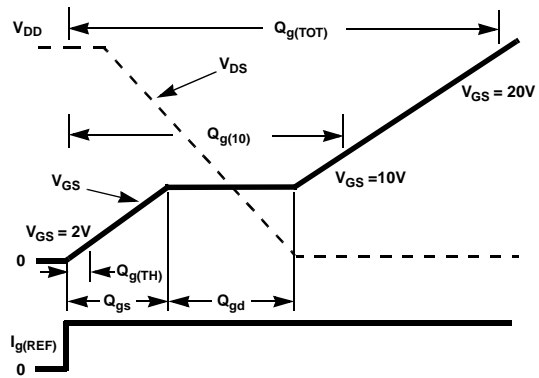 V_DD
Q_g(TOT)
V_DS
V_GS = 20V
Q_g(10)
V_GS
V_GS =10V
V_GS = 2V
0
Q_g(TH)
Q_gs
Q_gd
I_g(REF)
0